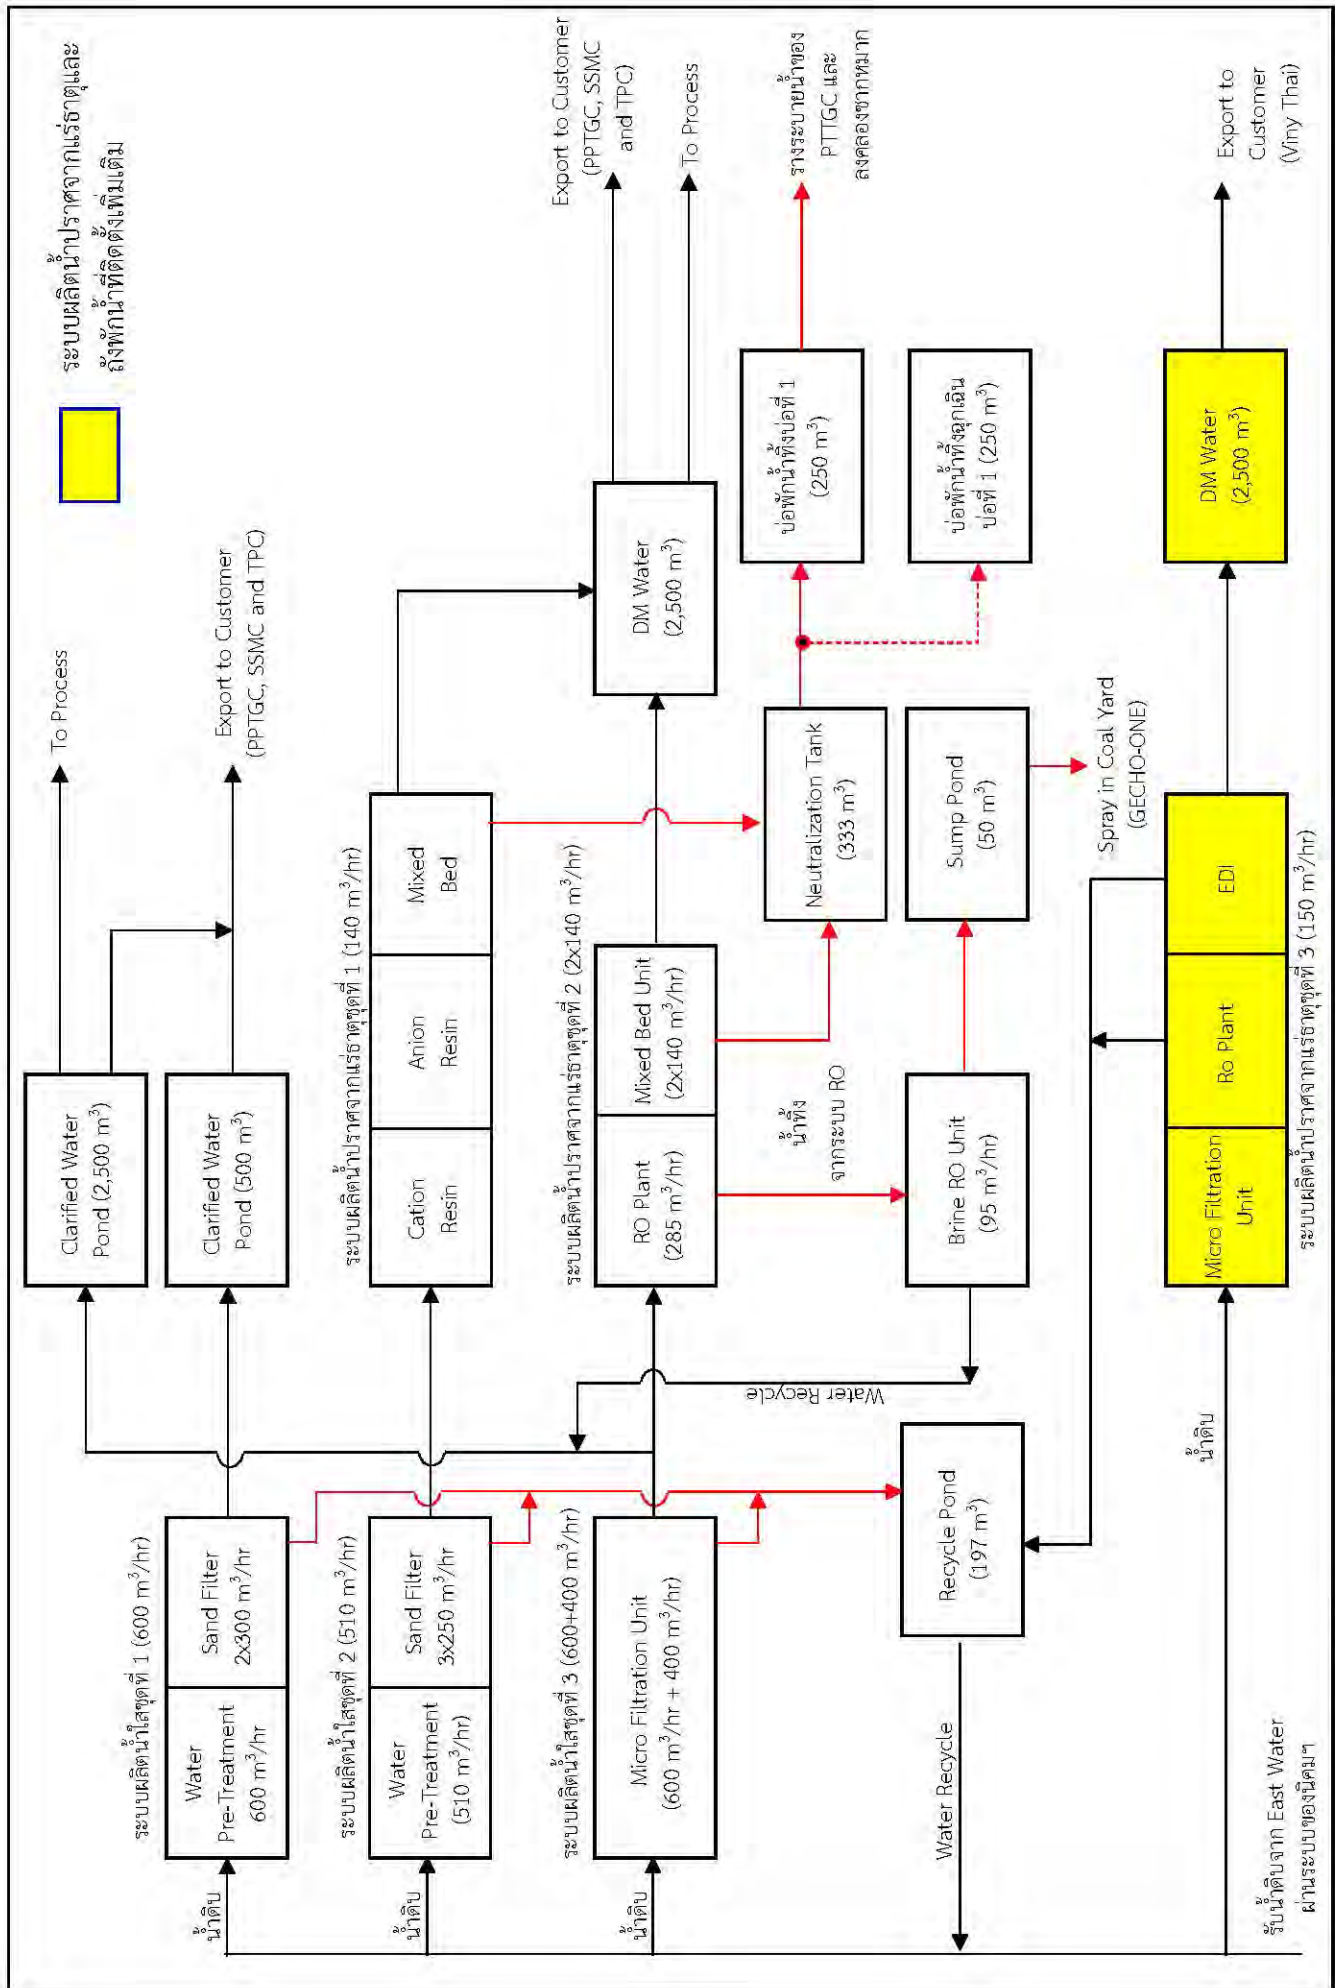 ระบบผลิตน้ำปราศจากแร่ธาตุและ
ถังพักน้ำที่ติดตั้งเพิ่มเติม
To Process
Export to Customer
(PPTGC, SSMC and TPC)
Clarified Water
Pond (2,500 m³)
Clarified Water
Pond (500 m³)
ระบบผลิตน้ำใสชุดที่ 1 (600 m³/hr)
น้ำดิบ
Water
Pre-Treatment
600 m³/hr
Sand Filter
2x300 m³/hr
ระบบผลิตน้ำใสชุดที่ 2 (510 m³/hr)
น้ำดิบ
Water
Pre-Treatment
(510 m³/hr)
Sand Filter
3x250 m³/hr
ระบบผลิตน้ำปราศจากแร่ธาตุชุดที่ 1 (140 m³/hr)
Cation
Resin
Anion
Resin
Mixed
Bed
ระบบผลิตน้ำใสชุดที่ 3 (600+400 m³/hr)
น้ำดิบ
Micro Filtration Unit
(600 m³/hr + 400 m³/hr)
ระบบผลิตน้ำปราศจากแร่ธาตุชุดที่ 2 (2x140 m³/hr)
RO Plant
(285 m³/hr)
Mixed Bed Unit
(2x140 m³/hr)
DM Water
(2,500 m³)
Export to Customer
(PPTGC, SSMC
and TPC)
To Process
Water Recycle
น้ำทิ้ง
จากระบบ RO
Neutralization Tank
(333 m³)
บ่อพักน้ำทิ้งบ่อที่ 1
(250 m³)
รางระบายน้ำของ
PTTGC และ
ลงคลองชากหมาก
Recycle Pond
(197 m³)
Water Recycle
Brine RO Unit
(95 m³/hr)
Sump Pond
(50 m³)
บ่อพักน้ำทิ้งฉุกเฉิน
บ่อที่ 1 (250 m³)
Spray in Coal Yard
(GECHO-ONE)
น้ำดิบ
Micro Filtration
Unit
Ro Plant
EDI
DM Water
(2,500 m³)
Export to
Customer
(Viny Thai)
ระบบผลิตน้ำปราศจากแร่ธาตุชุดที่ 3 (150 m³/hr)
รับน้ำดิบจาก East Water
ผ่านระบบของนิคมฯ